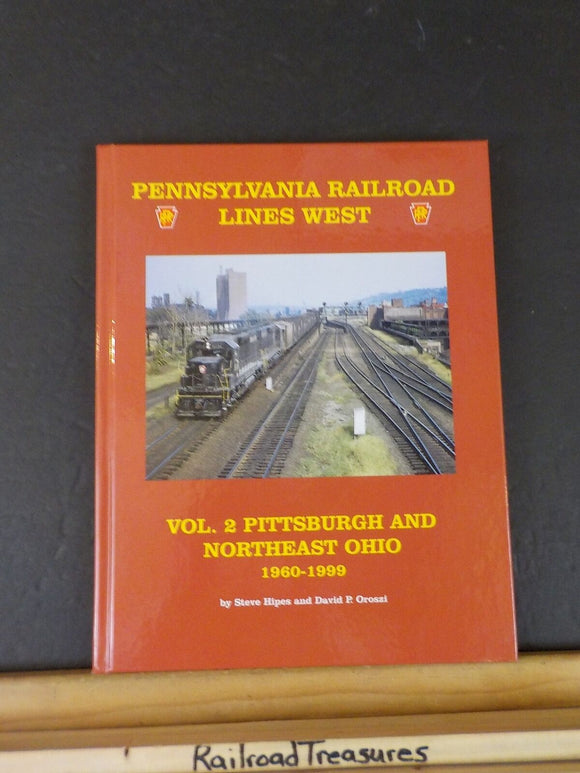 PENNSYLVANIA RAILROAD
LINES WEST
VOL. 2 PITTSBURGH AND
NORTHEAST OHIO
1960-1999
by Steve Hipes and David P. Oroszi
RailroadTreasures